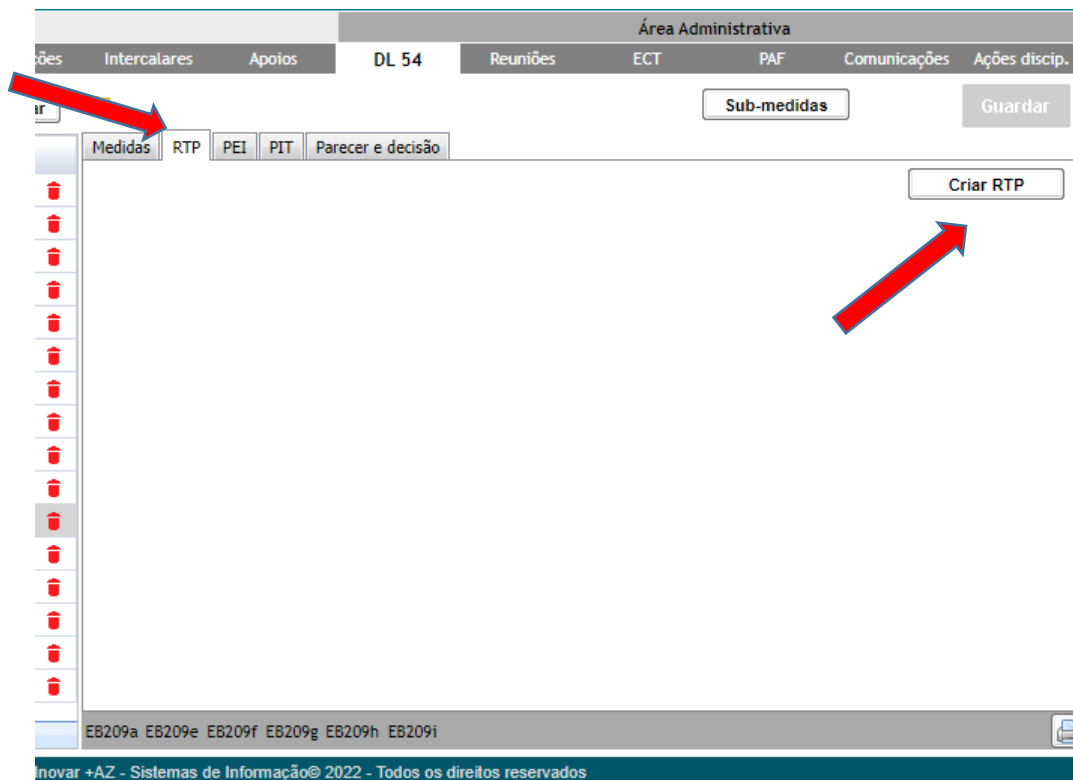 Área Administrativa
ções Intercalares Apoios DL 54 Reuniões ECT PAF Comunicações Ações discip.
ar Sub-medidas Guardar
Medidas RTP PEI PIT Parecer e decisão
Criar RTP
EB209a EB209e EB209f EB209g EB209h EB209i
Inovar +AZ - Sistemas de Informação© 2022 - Todos os direitos reservados